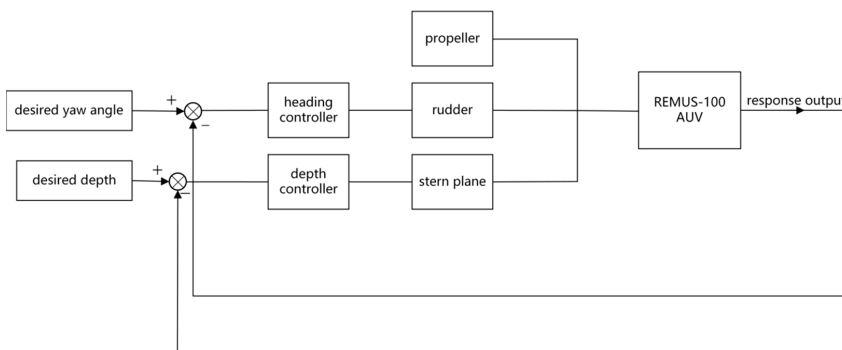 propeller
desired yaw angle
+
−
heading
controller
rudder
REMUS-100
AUV
response output
desired depth
+
−
depth
controller
stern plane